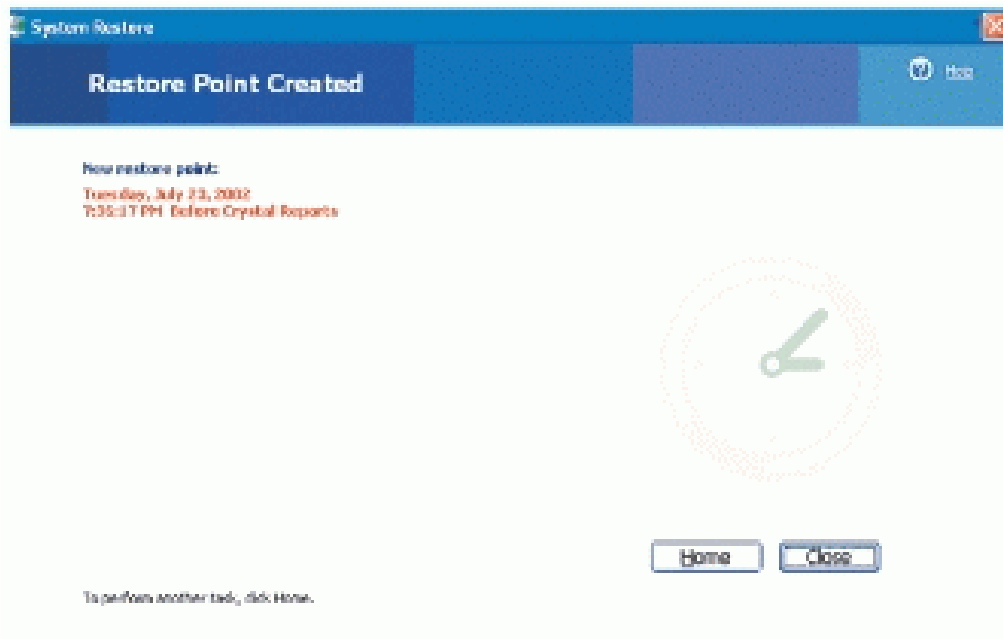 System Restore
Restore Point Created
Help
New restore point:
Tuesday, July 23, 2002
7:35:17 PM Before Crystal Reports
Home
Close
To perform another task, click Home.